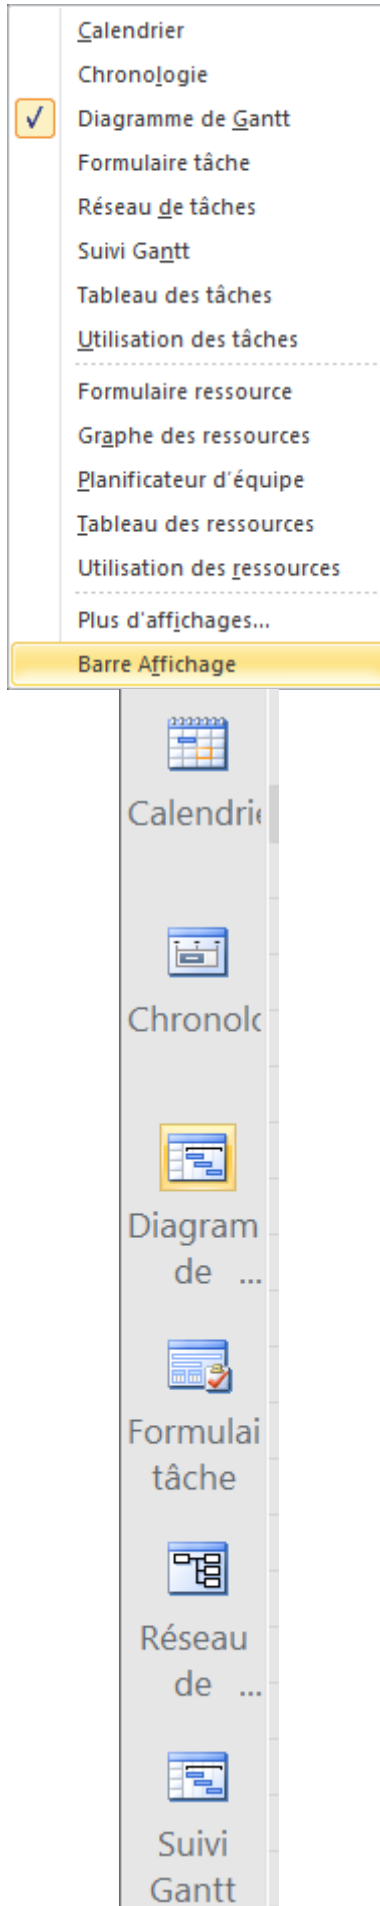 Calendrier
Chronologie
Diagramme de Gantt
Formulaire tâche
Réseau de tâches
Suivi Gantt
Tableau des tâches
Utilisation des tâches
Formulaire ressource
Graphe des ressources
Planificateur d'équipe
Tableau des ressources
Utilisation des ressources
Plus d'affichages...
Barre Affichage
Calendrie
Chronolo
Diagram
de ...
Formulai
tâche
Réseau
de ...
Suivi
Gantt